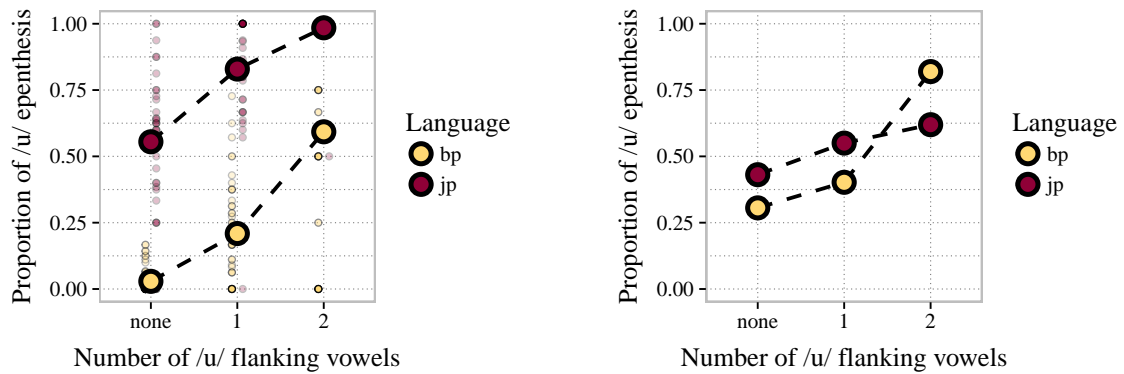 Proportion of /u/ epenthesis
1.00
0.75
0.50
0.25
0.00
none 1 2
Number of /u/ flanking vowels
Language
bp
jp
Proportion of /u/ epenthesis
1.00
0.75
0.50
0.25
0.00
none 1 2
Number of /u/ flanking vowels
Language
bp
jp